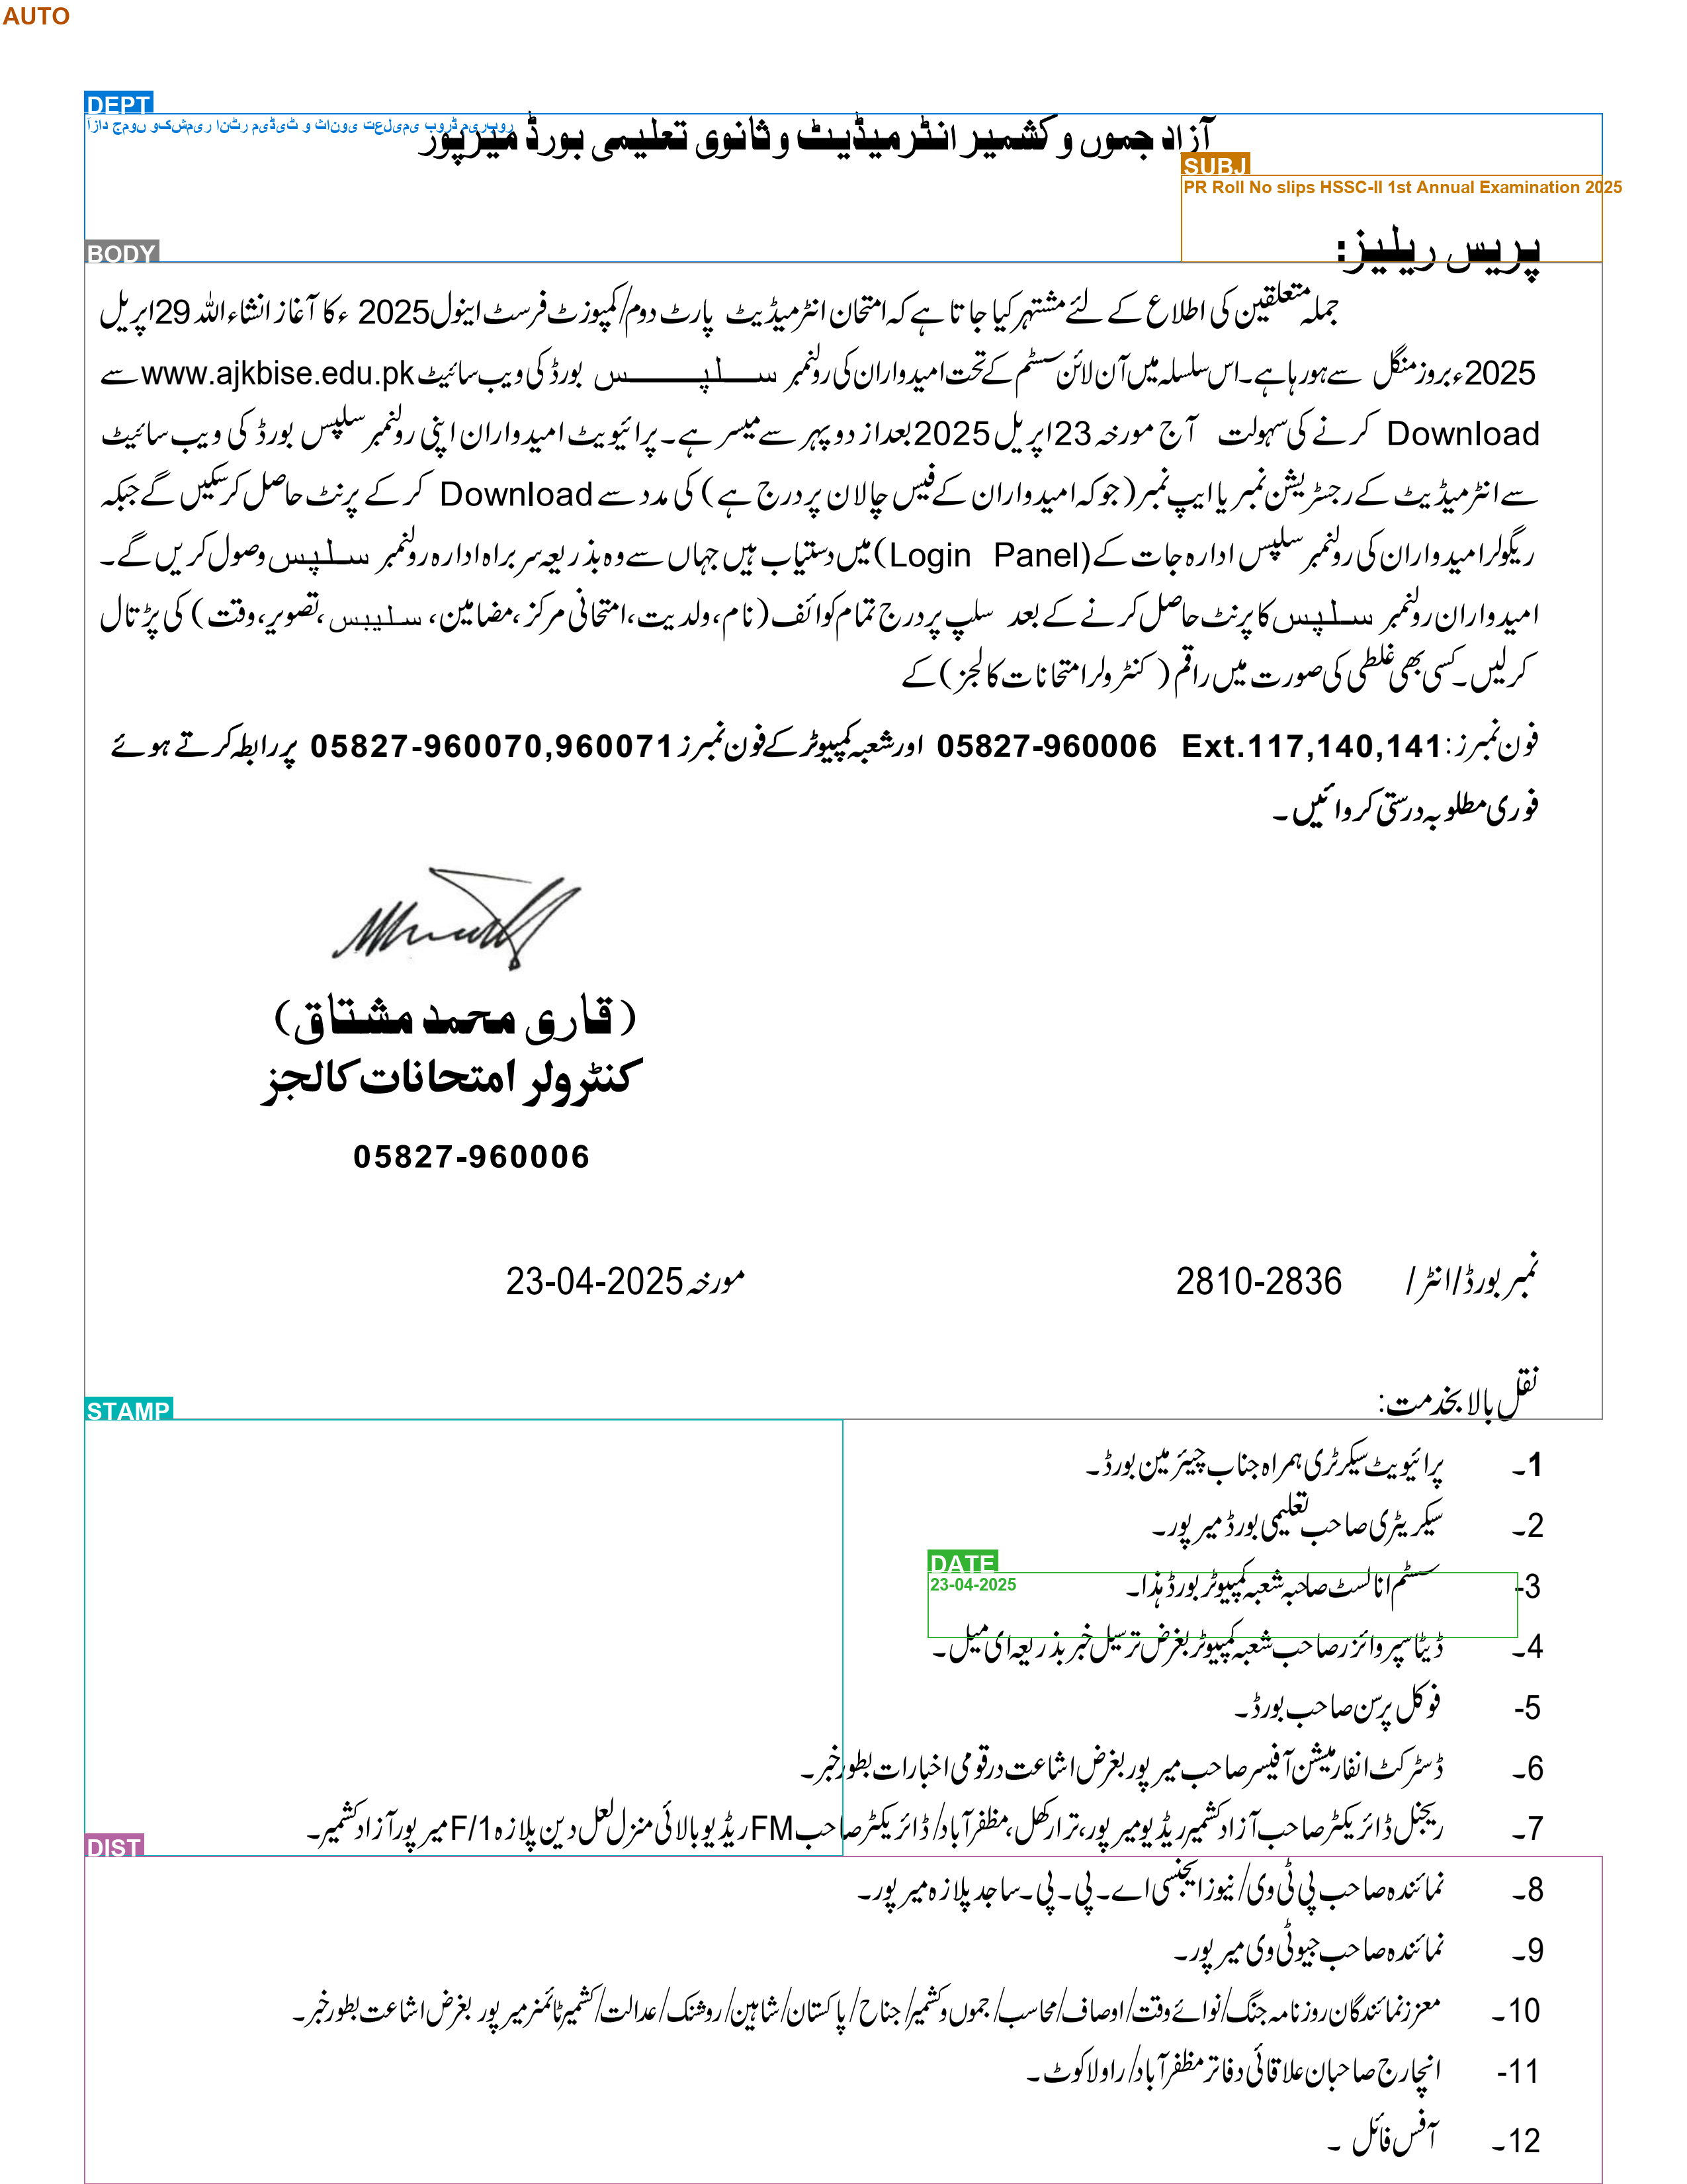 AUTO
DEPT
آزاد جموں و کشمیر انٹرمیڈیٹ و ثانوی تعلیمی بورڈ میرپور
SUBJ
PR Roll No slips HSSC-II 1st Annual Examination 2025
پریس ریلیز:
BODY
جملہ متعلقین کی اطلاع کے لئے مشتہر کیا جاتا ہے کہ امتحان انٹرمیڈیٹ پارٹ دوم/کمپوزٹ فرسٹ اینول 2025 ء کا آغاز انشاء اللہ 29 اپریل
2025ء بروز منگل سے ہو رہا ہے۔ اس سلسلہ میں آن لائن سسٹم کے تحت امیدواران کی رولنمبر سلپس بورڈ کی ویب سائیٹ www.ajkbise.edu.pk سے
Download کرنے کی سہولت آج مورخہ 23 اپریل 2025 بعد از دوپہر سے میسر ہے۔ پرائیویٹ امیدواران اپنی رولنمبر سلپس بورڈ کی ویب سائیٹ
سے انٹرمیڈیٹ کے رجسٹریشن نمبر یا ایپ نمبر (جو کہ امیدواران کے فیس چالان پر درج ہے) کی مدد سے Download کر کے پرنٹ حاصل کر سکیں گے جبکہ
ریگولر امیدواران کی رولنمبر سلپس ادارہ جات کے (Login Panel) میں دستیاب ہیں جہاں سے وہ بذریعہ سربراہ ادارہ رولنمبر سلپس وصول کریں گے۔
امیدواران رولنمبر سلپس کا پرنٹ حاصل کرنے کے بعد سلپ پر درج تمام کوائف (نام، ولدیت، امتحانی مرکز، مضامین، سلیبس، تصویر، وقت) کی پڑتال
کر لیں۔ کسی بھی غلطی کی صورت میں راقم (کنٹرولر امتحانات کالجز) کے
فون نمبرز: 05827-960006 Ext.117,140,141 اور شعبہ کمپیوٹر کے فون نمبرز 05827-960070,960071 پر رابطہ کرتے ہوئے
فوری مطلوبہ درستی کروائیں۔
(قاری محمد مشتاق)
کنٹرولر امتحانات کالجز
05827-960006
نمبر بورڈ/انٹر/ 2810-2836 مورخہ 23-04-2025
نقل بالا بخدمت:
STAMP
1۔ پرائیویٹ سیکرٹری ہمراہ جناب چیئرمین بورڈ۔
2۔ سیکریٹری صاحب تعلیمی بورڈ میرپور۔
DATE
23-04-2025
3- سسٹم انالسٹ صاحبہ شعبہ کمپیوٹر بورڈ ہٰذا۔
4۔ ڈیٹا سپروائزر صاحب شعبہ کمپیوٹر بغرض ترسیل خبر بذریعہ ای میل۔
5- فوکل پرسن صاحب بورڈ۔
6۔ ڈسٹرکٹ انفارمیشن آفیسر صاحب میرپور بغرض اشاعت در قومی اخبارات بطور خبر۔
7۔ ریجنل ڈائریکٹر صاحب آزاد کشمیر ریڈیو میرپور، تراڑکھل، مظفرآباد/ ڈائریکٹر صاحب FM ریڈیو بالائی منزل لعل دین پلازہ F/1 میرپور آزاد کشمیر۔
DIST
8۔ نمائندہ صاحب پی ٹی وی/ نیوز ایجنسی اے۔ پی۔ پی۔ ساجد پلازہ میرپور۔
9۔ نمائندہ صاحب جیو ٹی وی میرپور۔
10۔ معزز نمائندگان روزنامہ جنگ/ نوائے وقت/ اوصاف/ محاسب/ جموں و کشمیر/ جناح/ پاکستان/ شاہین/ روشنک/ عدالت/ کشمیر ٹائمنر میرپور بغرض اشاعت بطور خبر۔
11- انچارج صاحبان علاقائی دفاتر مظفرآباد/ راولاکوٹ۔
12۔ آفس فائل ۔